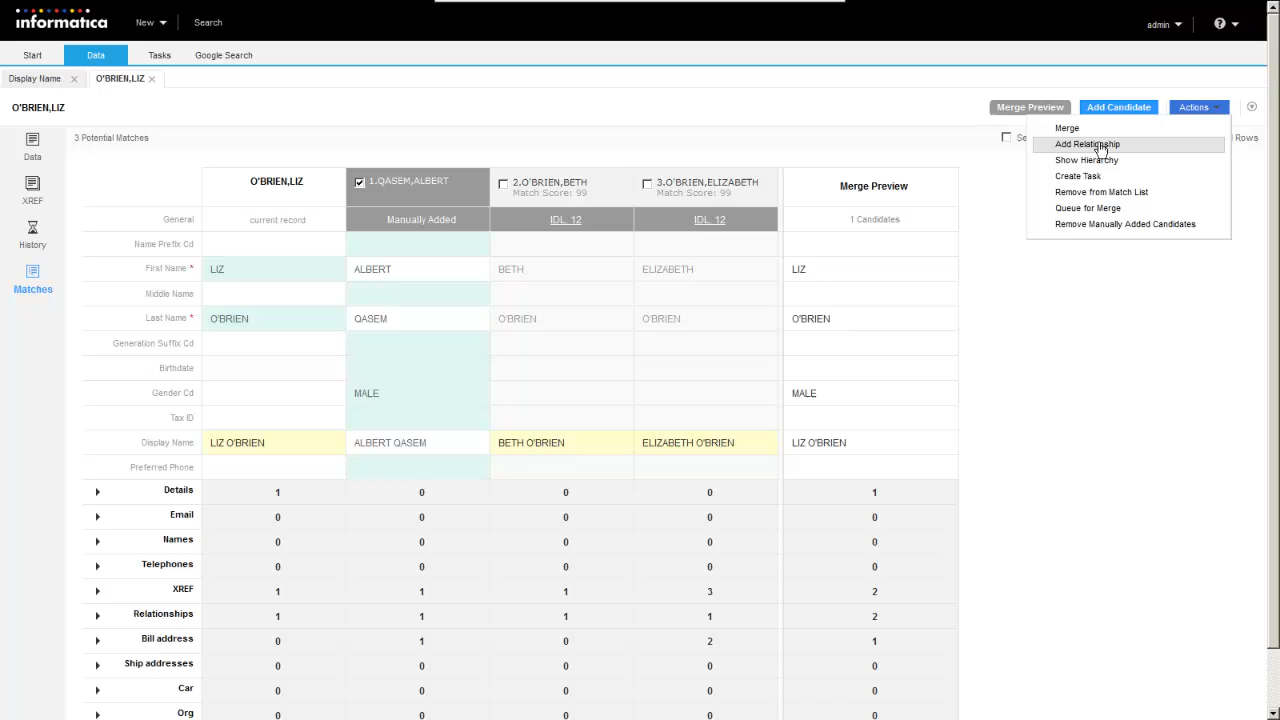 informatica New Search admin ?
Start Data Tasks Google Search
Display Name O'BRIEN,LIZ
O'BRIEN,LIZ Merge Preview Add Candidate Actions
3 Potential Matches Se Rows
Merge
Add Relationship
Show Hierarchy
Create Task
Remove from Match List
Queue for Merge
Remove Manually Added Candidates
Data
XREF
History
Matches
O'BRIEN,LIZ 1.QASEM,ALBERT 2.O'BRIEN,BETH 3.O'BRIEN,ELIZABETH Merge Preview
Match Score: 99 Match Score: 99
General current record Manually Added IDL. 12 IDL. 12 1 Candidates
Name Prefix Cd
First Name * LIZ ALBERT BETH ELIZABETH LIZ
Middle Name
Last Name * O'BRIEN QASEM O'BRIEN O'BRIEN O'BRIEN
Generation Suffix Cd
Birthdate
Gender Cd MALE MALE
Tax ID
Display Name LIZ O'BRIEN ALBERT QASEM BETH O'BRIEN ELIZABETH O'BRIEN LIZ O'BRIEN
Preferred Phone
Details 1 0 0 0 1
Email 0 0 0 0 0
Names 0 0 0 0 0
Telephones 0 0 0 0 0
XREF 1 1 1 3 2
Relationships 1 1 1 1 2
Bill address 0 1 0 2 1
Ship addresses 0 0 0 0 0
Car 0 0 0 0 0
Org 0 0 0 0 0